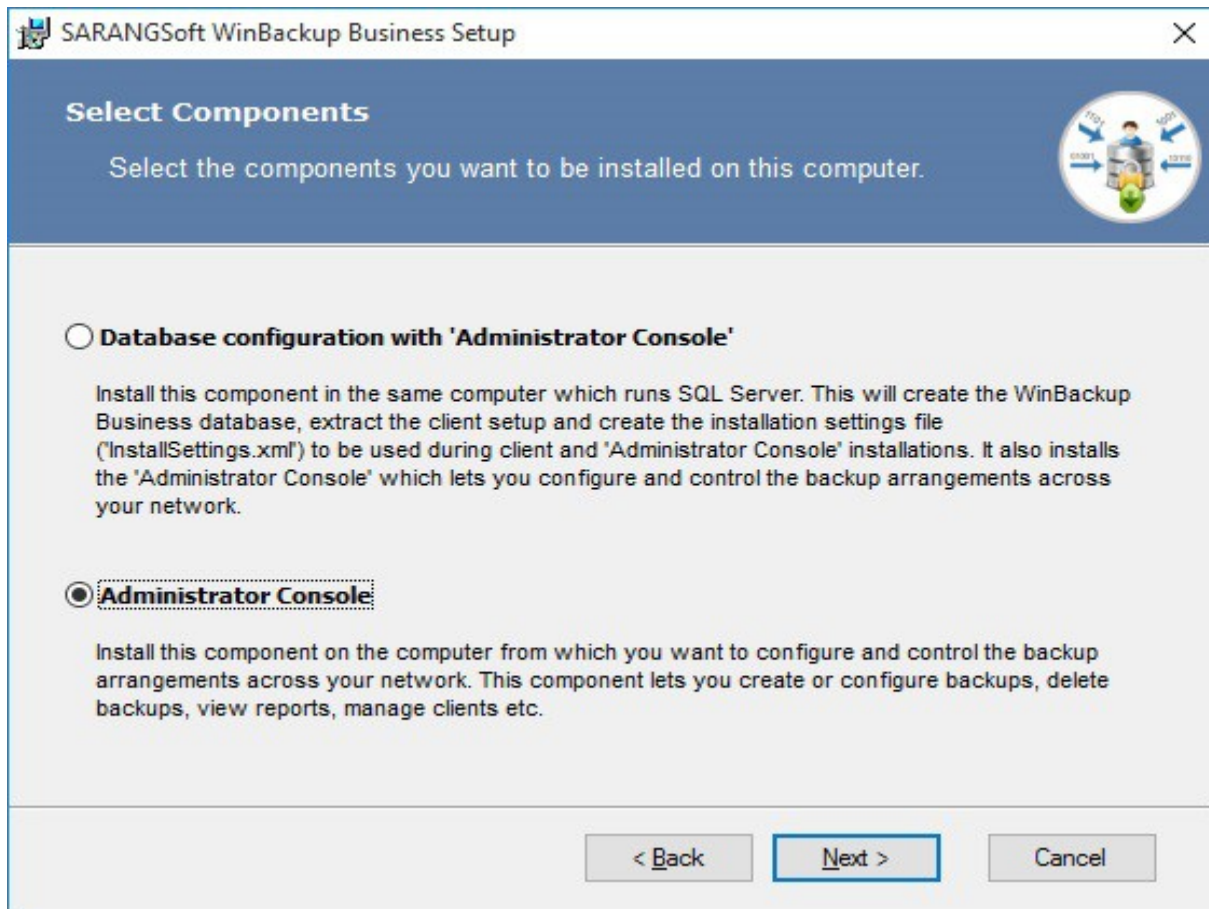 SARANGSoft WinBackup Business Setup
Select Components
Select the components you want to be installed on this computer.
1101
1001
01001
10110
Database configuration with 'Administrator Console'
Install this component in the same computer which runs SQL Server. This will create the WinBackup
Business database, extract the client setup and create the installation settings file
('InstallSettings.xml') to be used during client and 'Administrator Console' installations. It also installs
the 'Administrator Console' which lets you configure and control the backup arrangements across
your network.
Administrator Console
Install this component on the computer from which you want to configure and control the backup
arrangements across your network. This component lets you create or configure backups, delete
backups, view reports, manage clients etc.
< Back
Next >
Cancel